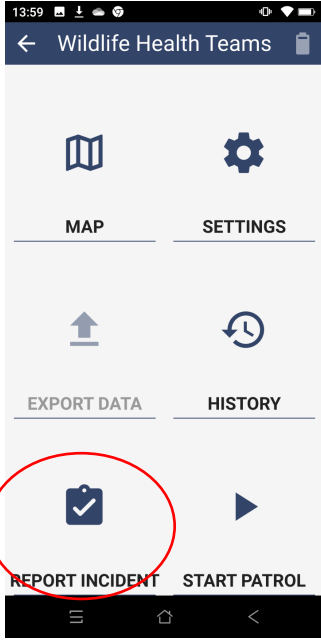 13:59
Wildlife Health Teams
MAP
SETTINGS
EXPORT DATA
HISTORY
REPORT INCIDENT
START PATROL